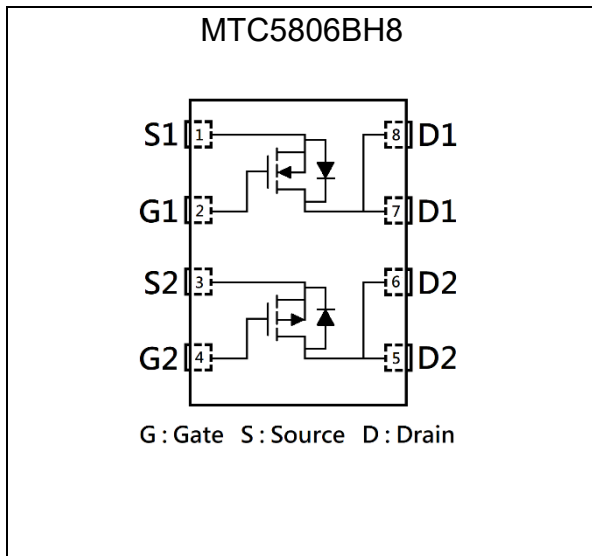 MTC5806BH8
S1 1 8 D1
G1 2 7 D1
S2 3 6 D2
G2 4 5 D2
G : Gate S : Source D : Drain